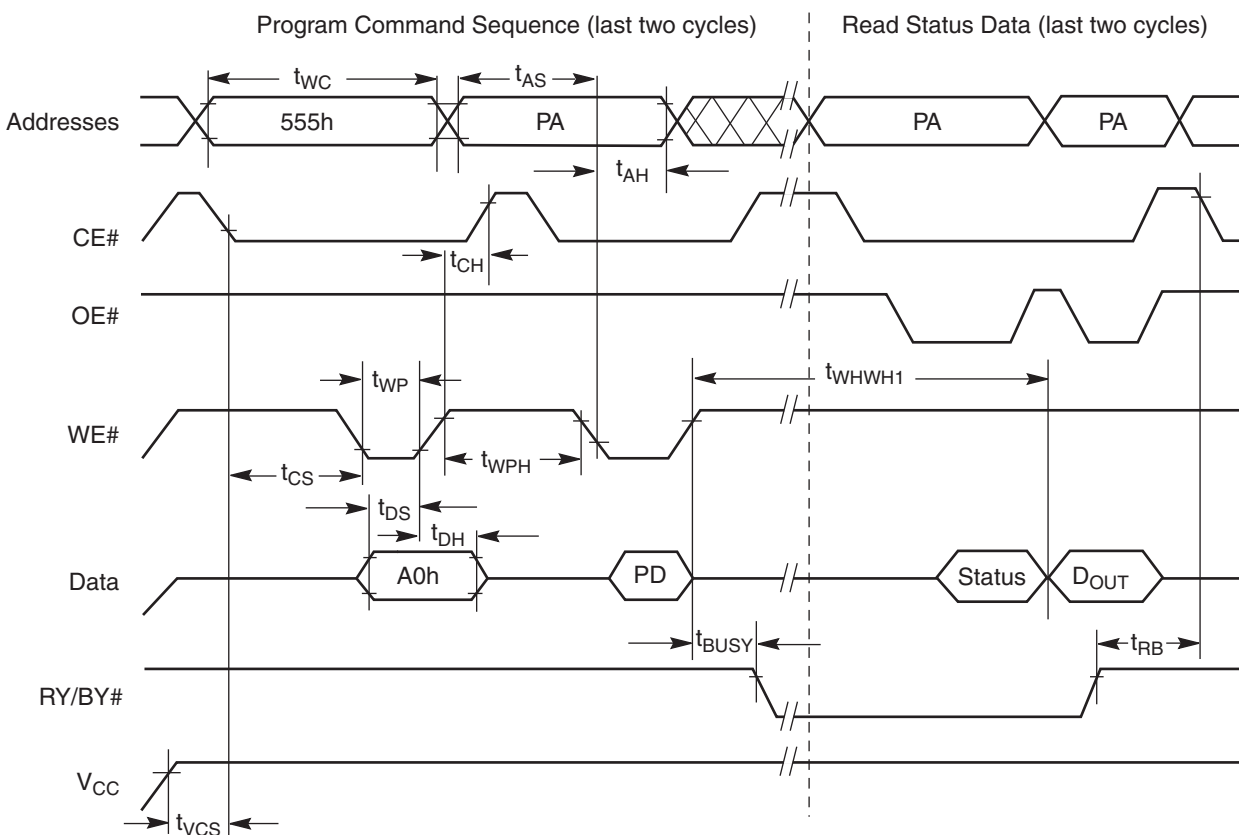 Program Command Sequence (last two cycles)
Read Status Data (last two cycles)
tWC
tAS
Addresses
555h
PA
PA
PA
tAH
CE#
tCH
OE#
tWP
tWHWH1
WE#
tCS
tWPH
tDS
tDH
Data
A0h
PD
Status
DOUT
tBUSY
tRB
RY/BY#
VCC
tVCS